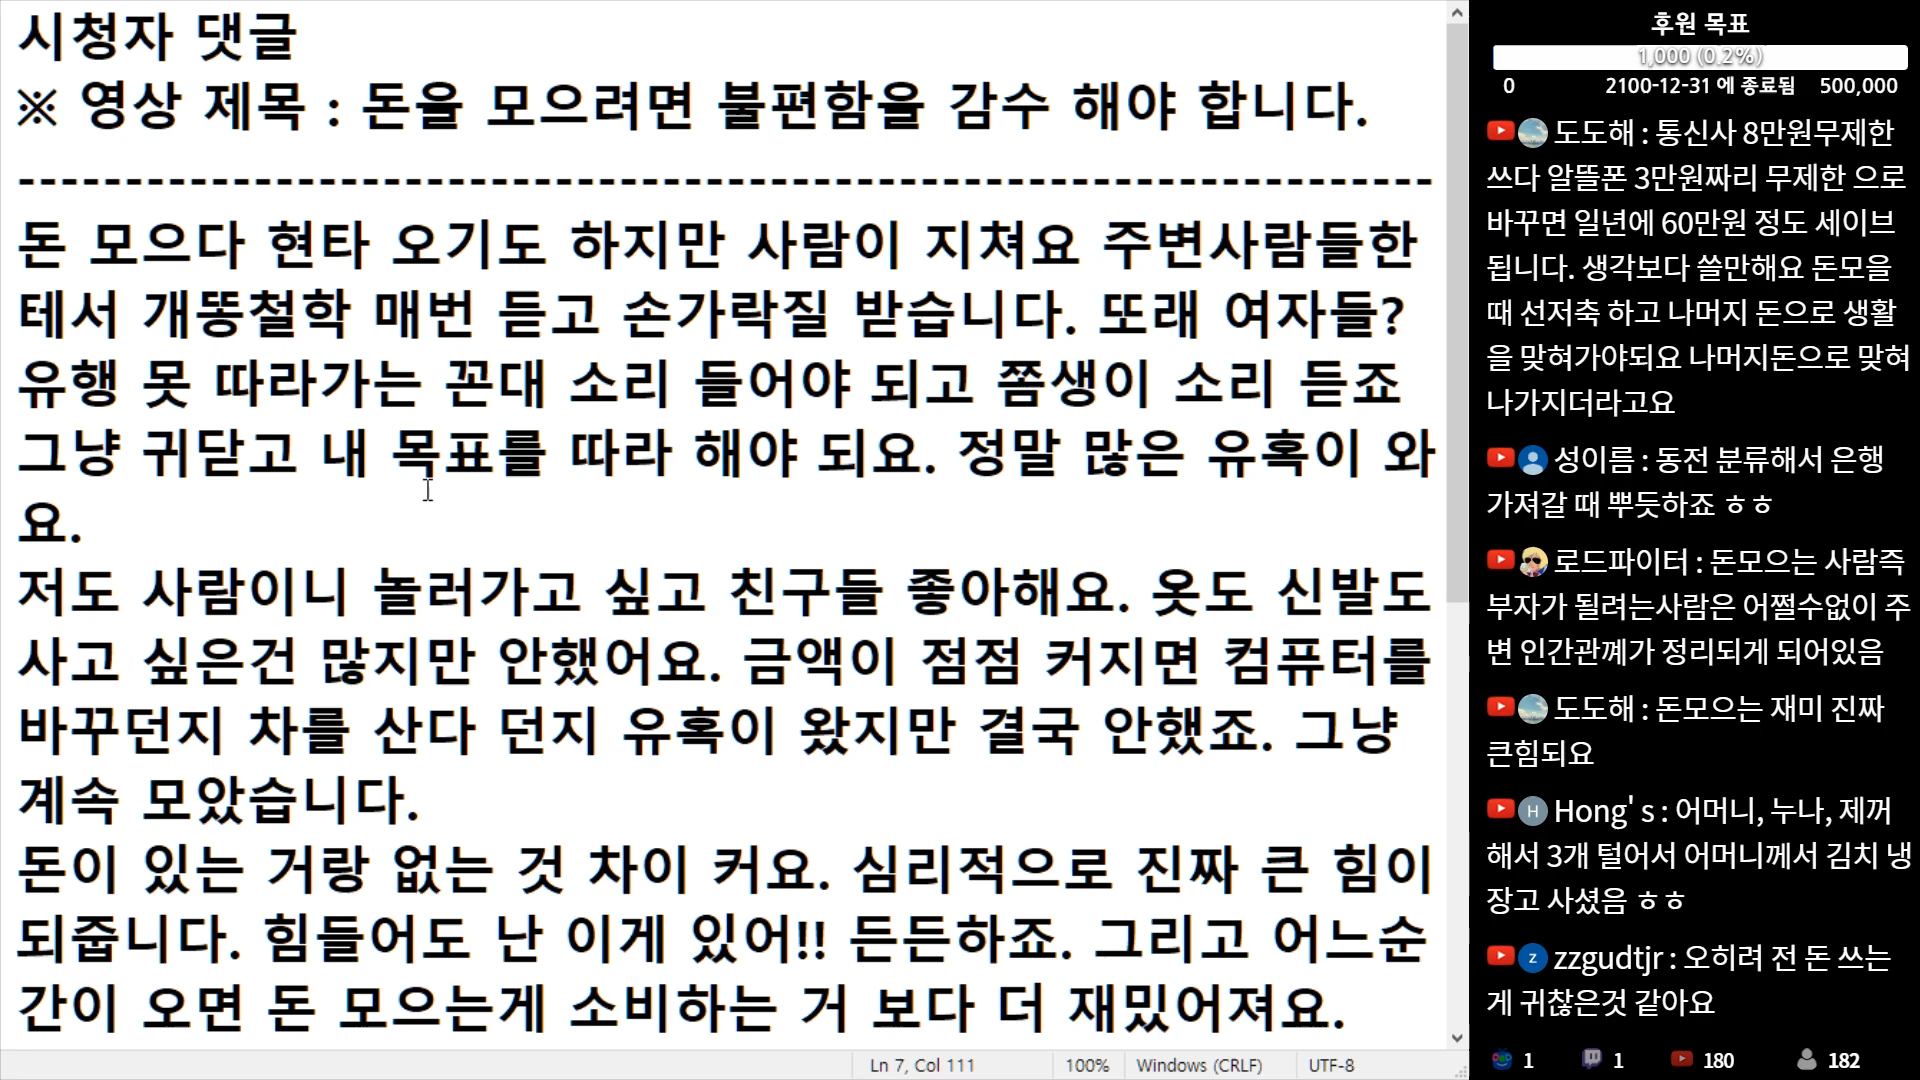 시청자 댓글
※ 영상 제목 : 돈을 모으려면 불편함을 감수 해야 합니다.
------------------------------------------------------------------
돈 모으다 현타 오기도 하지만 사람이 지쳐요 주변사람들한
테서 개똥철학 매번 듣고 손가락질 받습니다. 또래 여자들?
유행 못 따라가는 꼰대 소리 들어야 되고 쫌생이 소리 듣죠
그냥 귀닫고 내 목표를 따라 해야 되요. 정말 많은 유혹이 와
요.
저도 사람이니 놀러가고 싶고 친구들 좋아해요. 옷도 신발도
사고 싶은건 많지만 안했어요. 금액이 점점 커지면 컴퓨터를
바꾸던지 차를 산다 던지 유혹이 왔지만 결국 안했죠. 그냥
계속 모았습니다.
돈이 있는 거랑 없는 것 차이 커요. 심리적으로 진짜 큰 힘이
되줍니다. 힘들어도 난 이게 있어!! 든든하죠. 그리고 어느순
간이 오면 돈 모으는게 소비하는 거 보다 더 재밌어져요.
Ln 7, Col 111 100% Windows (CRLF) UTF-8
후원 목표
1,000 (0.2%)
0 2100-12-31 에 종료됨 500,000
도도해 : 통신사 8만원무제한
쓰다 알뜰폰 3만원짜리 무제한 으로
바꾸면 일년에 60만원 정도 세이브
됩니다. 생각보다 쓸만해요 돈모을
때 선저축 하고 나머지 돈으로 생활
을 맞혀가야되요 나머지돈으로 맞혀
나가지더라고요
성이름 : 동전 분류해서 은행
가져갈 때 뿌듯하죠 ㅎㅎ
로드파이터 : 돈모으는 사람즉
부자가 될려는사람은 어쩔수없이 주
변 인간관꼐가 정리되게 되어있음
도도해 : 돈모으는 재미 진짜
큰힘되요
H Hong's : 어머니, 누나, 제꺼
해서 3개 털어서 어머니께서 김치 냉
장고 사셨음 ㅎㅎ
z zzgudtjr : 오히려 전 돈 쓰는
게 귀찮은것 같아요
1 1 180 182